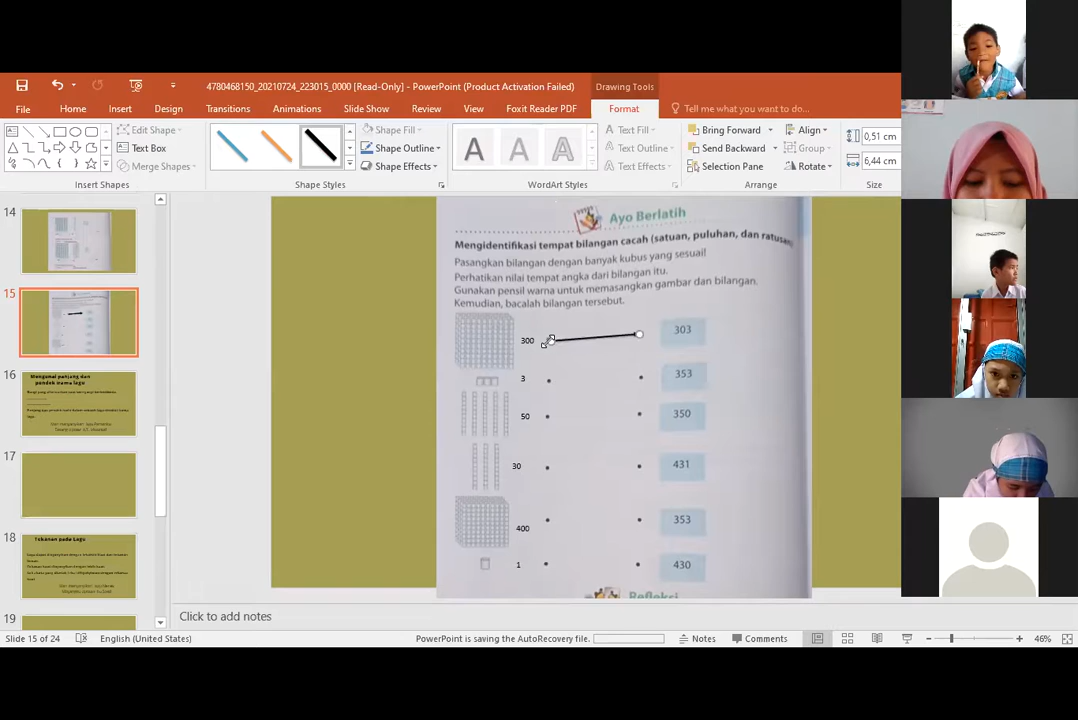 4780468150_20210724_223015_0000 [Read-Only] - PowerPoint (Product Activation Failed)
Drawing Tools
File
Home
Insert
Design
Transitions
Animations
Slide Show
Review
View
Foxit Reader PDF
Format
Tell me what you want to do...
Edit Shape
Text Box
Merge Shapes
Insert Shapes
Shape Fill
Shape Outline
Shape Effects
Shape Styles
A A A
Text Fill
Text Outline
Text Effects
WordArt Styles
Bring Forward
Send Backward
Selection Pane
Align
Group
Rotate
Arrange
0,51 cm
6,44 cm
Size
14
15
16
Mengenal panjang dan
pendek nama lagu
17
18
Tekanan pada Lagu
19
Ayo Berlatih
Mengidentifikasi tempat bilangan cacah (satuan, puluhan, dan ratusan
Pasangkan bilangan dengan banyak kubus yang sesuai!
Perhatikan nilai tempat angka dari bilangan itu.
Gunakan pensil warna untuk memasangkan gambar dan bilangan.
Kemudian, bacalah bilangan tersebut.
300
303
3
353
50
350
30
431
400
353
1
430
Refleksi
Click to add notes
Slide 15 of 24
English (United States)
PowerPoint is saving the AutoRecovery file.
Notes
Comments
46%